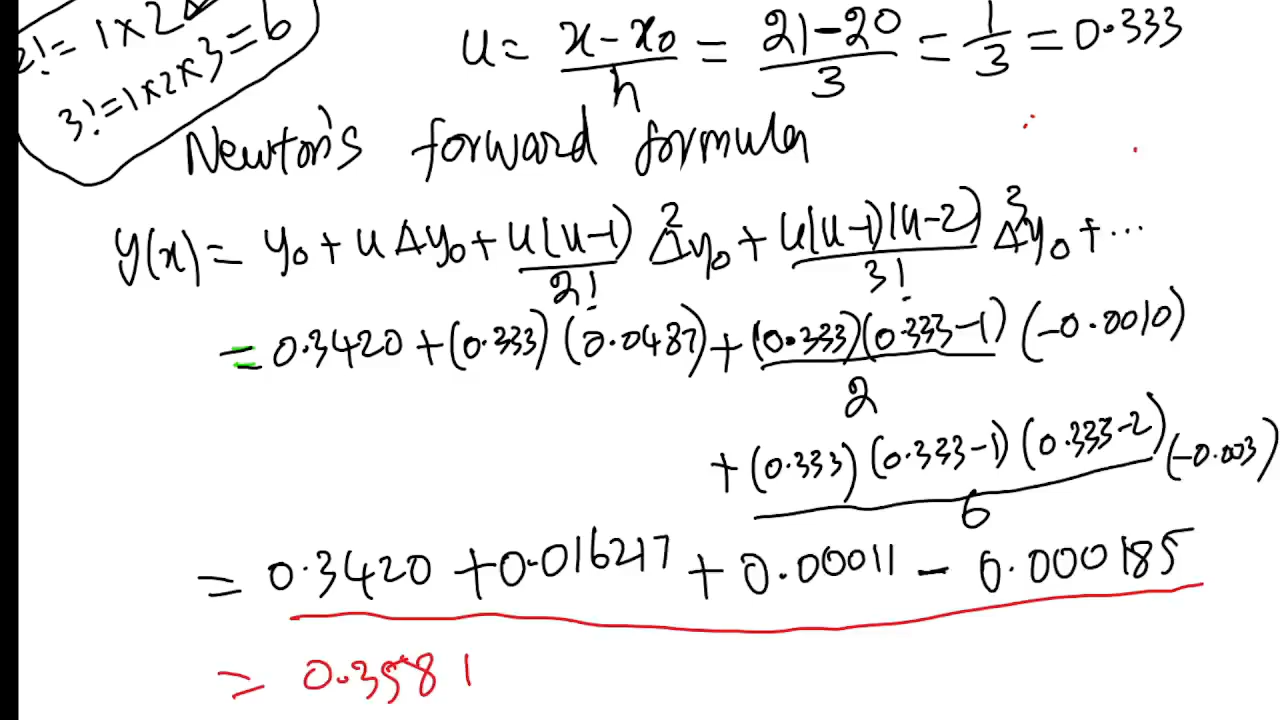 2! = 1×2
3! = 1×2×3 = 6
u = (x-x₀)/h = (21-20)/3 = 1/3 = 0.333
Newton's forward formula
y(x) = y₀ + u Δy₀ + u(u-1)/2! Δ²y₀ + u(u-1)(u-2)/3! Δ³y₀ + ...
= 0.3420 + (0.333) (0.0487) + (0.333)(0.333-1)/2 (-0.0010)
+ (0.333) (0.333-1) (0.333-2)/6 (-0.003)
= 0.3420 + 0.016217 + 0.00011 - 0.000185
= 0.3581